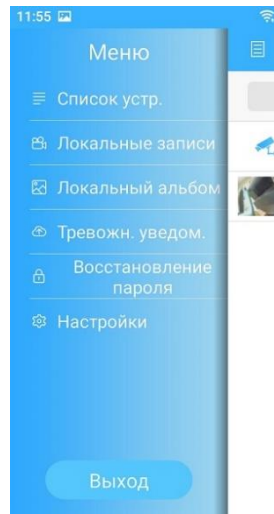 11:55
Меню
Список устр.
Локальные записи
Локальный альбом
Тревожн. уведом.
Восстановление
пароля
Настройки
Выход